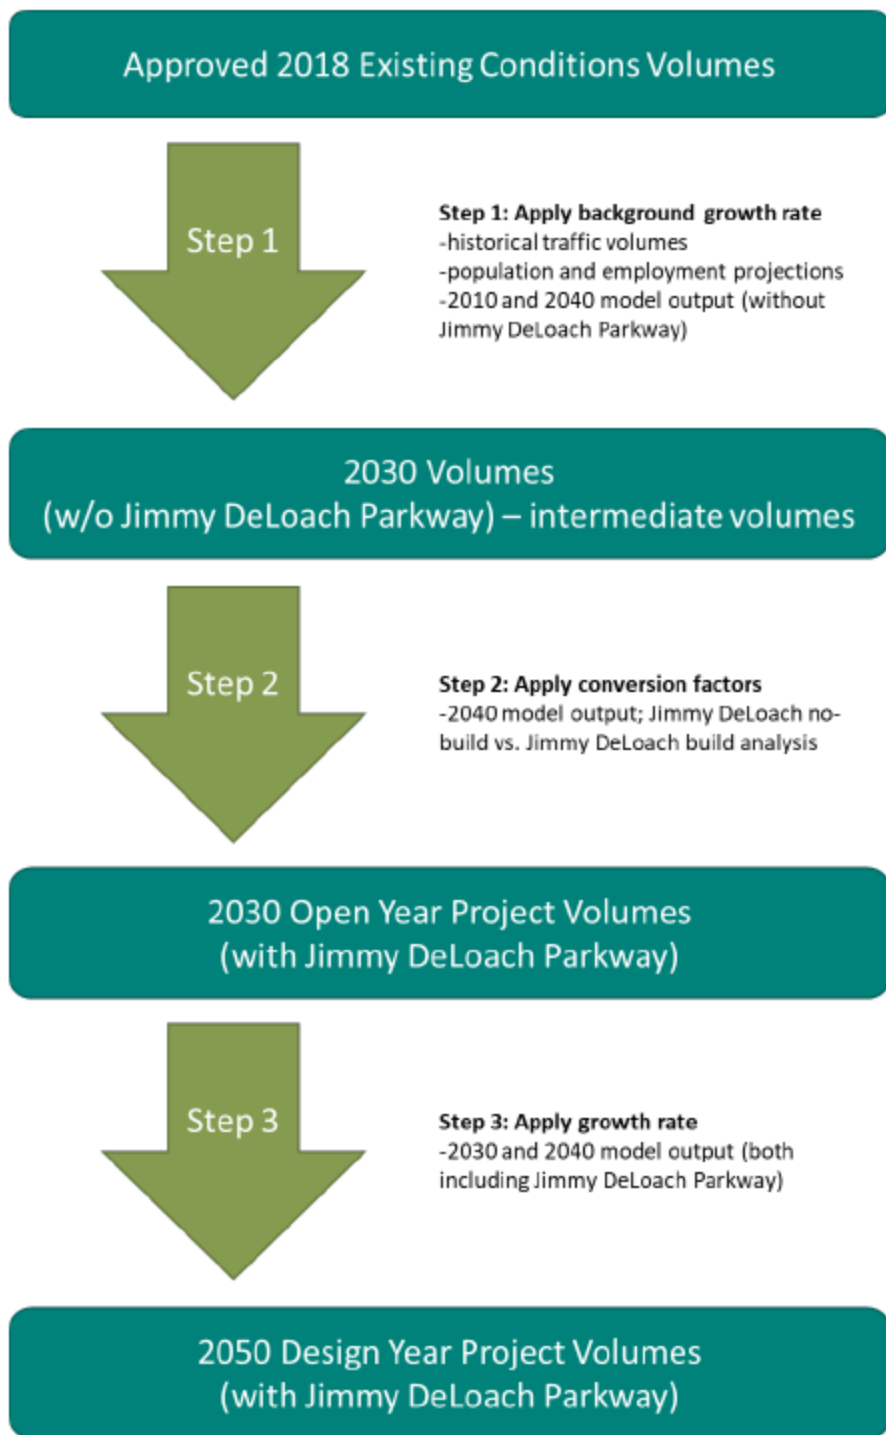 Approved 2018 Existing Conditions Volumes
Step 1
Step 1: Apply background growth rate
-historical traffic volumes
-population and employment projections
-2010 and 2040 model output (without
Jimmy DeLoach Parkway)
2030 Volumes
(w/o Jimmy DeLoach Parkway) – intermediate volumes
Step 2
Step 2: Apply conversion factors
-2040 model output; Jimmy DeLoach no-
build vs. Jimmy DeLoach build analysis
2030 Open Year Project Volumes
(with Jimmy DeLoach Parkway)
Step 3
Step 3: Apply growth rate
-2030 and 2040 model output (both
including Jimmy DeLoach Parkway)
2050 Design Year Project Volumes
(with Jimmy DeLoach Parkway)